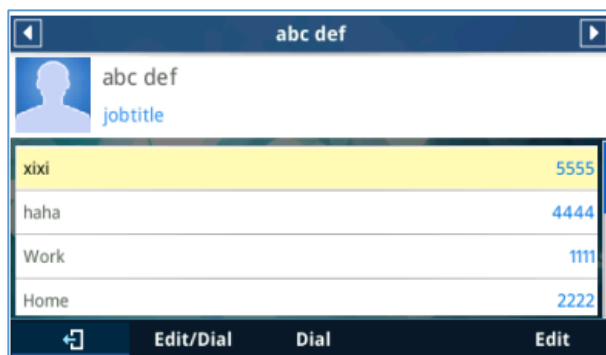 abc def
abc def
jobtitle
xixi 5555
haha 4444
Work 1111
Home 2222
Edit/Dial Dial Edit